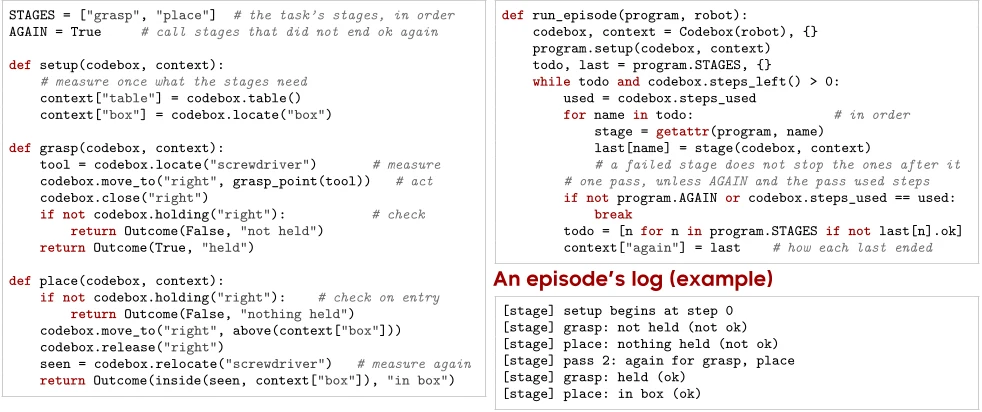 STAGES = ["grasp", "place"]  # the task's stages, in order
AGAIN = True     # call stages that did not end ok again

def setup(codebox, context):
    # measure once what the stages need
    context["table"] = codebox.table()
    context["box"] = codebox.locate("box")

def grasp(codebox, context):
    tool = codebox.locate("screwdriver")       # measure
    codebox.move_to("right", grasp_point(tool))   # act
    codebox.close("right")
    if not codebox.holding("right"):           # check
        return Outcome(False, "not held")
    return Outcome(True, "held")

def place(codebox, context):
    if not codebox.holding("right"):    # check on entry
        return Outcome(False, "nothing held")
    codebox.move_to("right", above(context["box"]))
    codebox.release("right")
    seen = codebox.relocate("screwdriver")   # measure again
    return Outcome(inside(seen, context["box"]), "in box")

def run_episode(program, robot):
    codebox, context = Codebox(robot), {}
    program.setup(codebox, context)
    todo, last = program.STAGES, {}
    while todo and codebox.steps_left() > 0:
        used = codebox.steps_used
        for name in todo:                  # in order
            stage = getattr(program, name)
            last[name] = stage(codebox, context)
            # a failed stage does not stop the ones after it
        # one pass, unless AGAIN and the pass used steps
        if not program.AGAIN or codebox.steps_used == used:
            break
        todo = [n for n in program.STAGES if not last[n].ok]
        context["again"] = last    # how each last ended

An episode's log (example)
[stage] setup begins at step 0
[stage] grasp: not held (not ok)
[stage] place: nothing held (not ok)
[stage] pass 2: again for grasp, place
[stage] grasp: held (ok)
[stage] place: in box (ok)